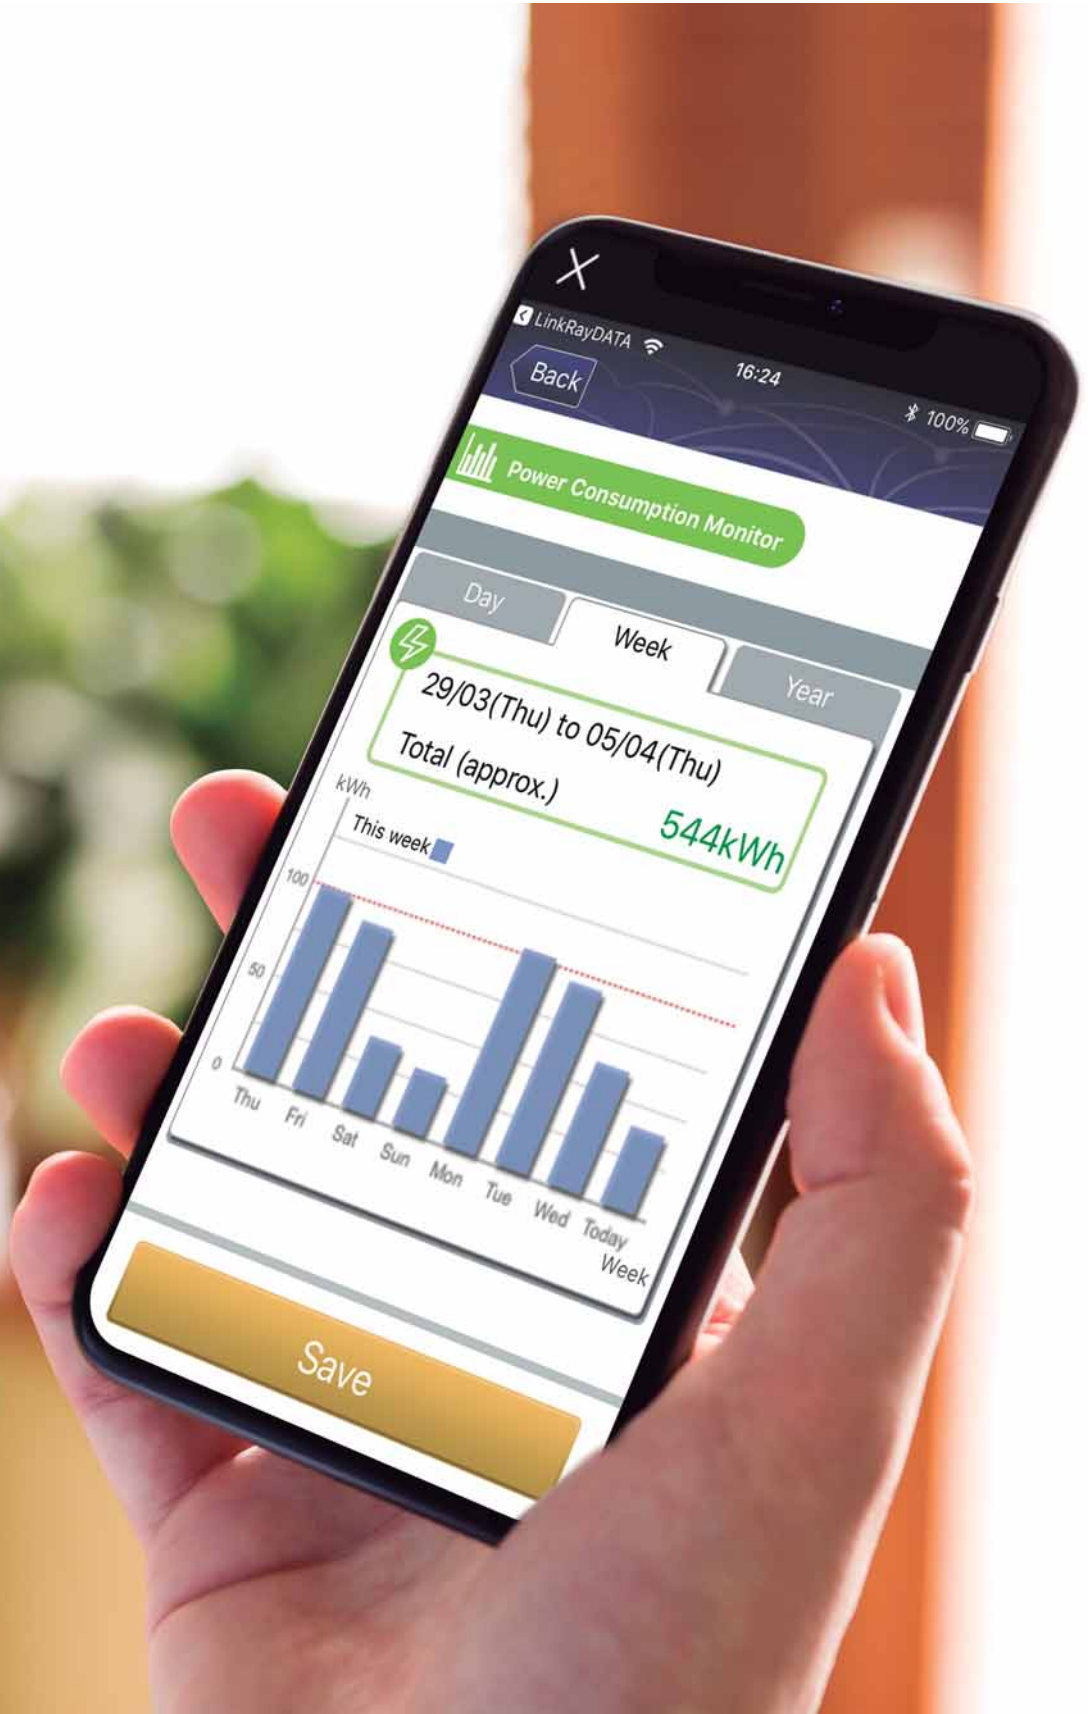 LinkRayDATA
16:24
100%
Back
Power Consumption Monitor
Day
Week
Year
29/03(Thu) to 05/04(Thu)
Total (approx.)
544kWh
kWh
This week
100
50
0
Thu Fri Sat Sun Mon Tue Wed Today
Week
Save